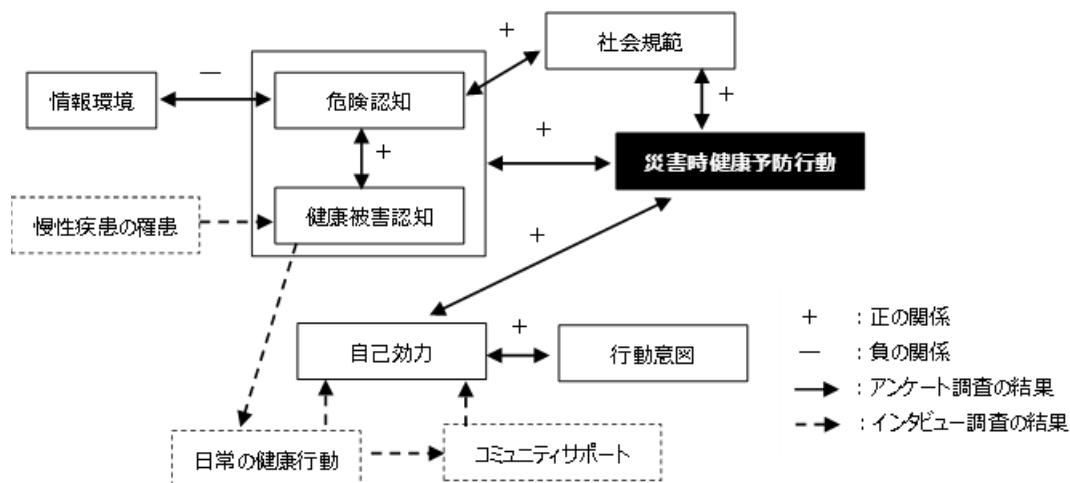 ＋
社会規範
－
情報環境
危険認知
＋
＋
＋
災害時健康予防行動
慢性疾患の罹患
健康被害認知
＋
＋
自己効力
行動意図
日常の健康行動
コミュニティサポート
＋ ：正の関係
－ ：負の関係
：アンケート調査の結果
：インタビュー調査の結果